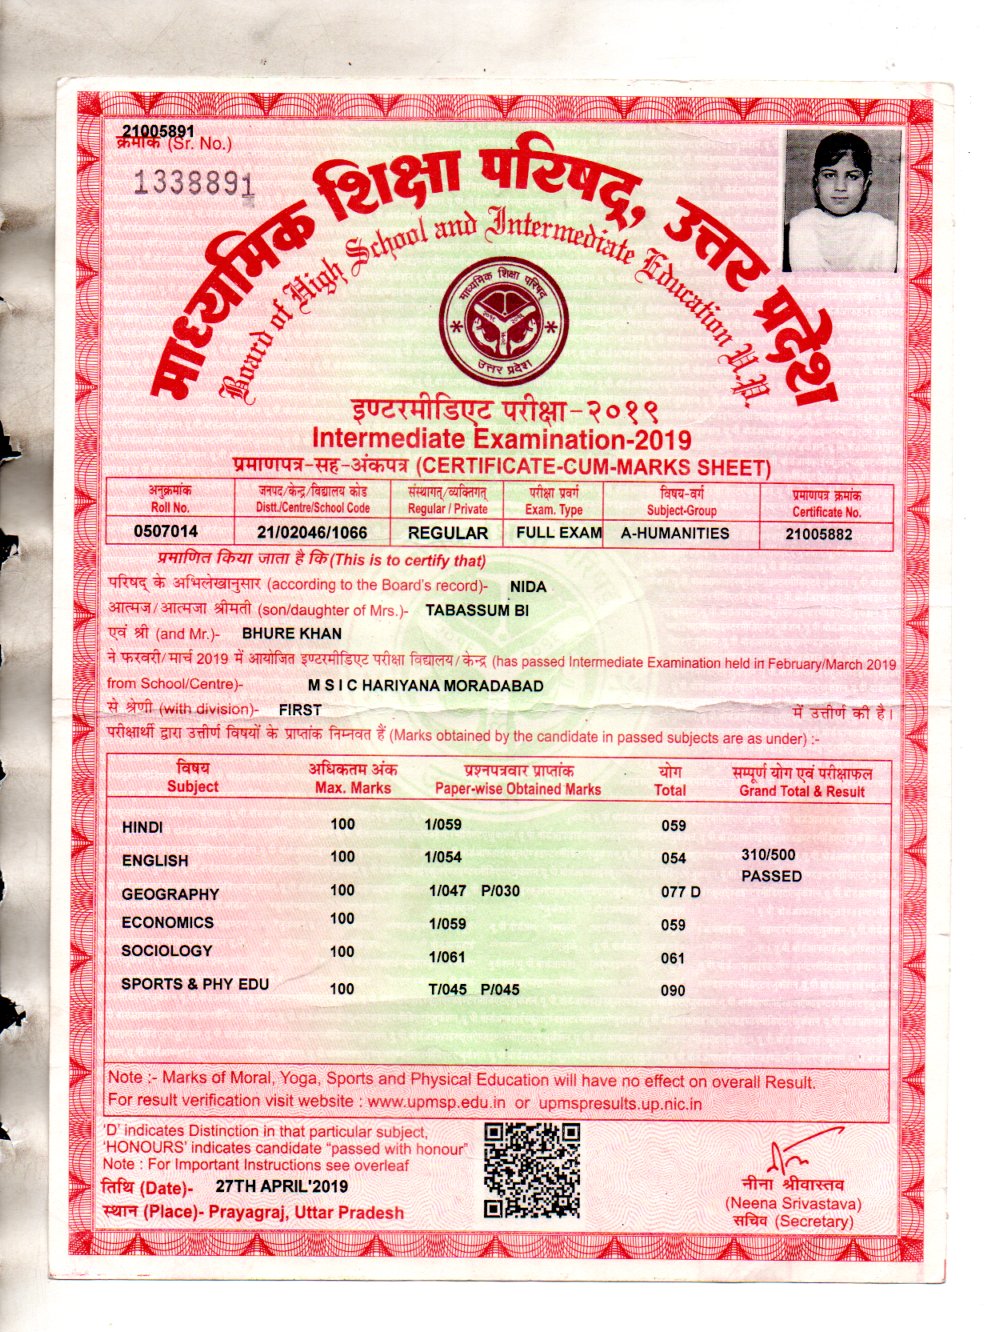 21005891
क्रमांक (Sr. No.)
1338891
माध्यमिक शिक्षा परिषद्, उत्तर प्रदेश
Board of High School and Intermediate Education U.P.
माध्यमिक शिक्षा परिषद
उत्तर प्रदेश
इण्टरमीडिएट परीक्षा-२०१९
Intermediate Examination-2019
प्रमाणपत्र-सह-अंकपत्र (CERTIFICATE-CUM-MARKS SHEET)
अनुक्रमांक जनपद/केन्द्र/विद्यालय कोड संस्थागत्/व्यक्तिगत् परीक्षा प्रवर्ग विषय-वर्ग प्रमाणपत्र क्रमांक
Roll No. Distt./Centre/School Code Regular / Private Exam. Type Subject-Group Certificate No.
0507014 21/02046/1066 REGULAR FULL EXAM A-HUMANITIES 21005882
प्रमाणित किया जाता है कि (This is to certify that)
परिषद् के अभिलेखानुसार (according to the Board's record)- NIDA
आत्मज/आत्मजा श्रीमती (son/daughter of Mrs.)- TABASSUM BI
एवं श्री (and Mr.)- BHURE KHAN
ने फरवरी/मार्च 2019 में आयोजित इण्टरमीडिएट परीक्षा विद्यालय/केन्द्र (has passed Intermediate Examination held in February/March 2019
from School/Centre)- M S I C HARIYANA MORADABAD
से श्रेणी (with division)- FIRST में उत्तीर्ण की है।
परीक्षार्थी द्वारा उत्तीर्ण विषयों के प्राप्तांक निम्नवत हैं (Marks obtained by the candidate in passed subjects are as under) :-
विषय अधिकतम अंक प्रश्नपत्रवार प्राप्तांक योग सम्पूर्ण योग एवं परीक्षाफल
Subject Max. Marks Paper-wise Obtained Marks Total Grand Total & Result
HINDI 100 1/059 059
ENGLISH 100 1/054 054 310/500
PASSED
GEOGRAPHY 100 1/047 P/030 077 D
ECONOMICS 100 1/059 059
SOCIOLOGY 100 1/061 061
SPORTS & PHY EDU 100 T/045 P/045 090
Note :- Marks of Moral, Yoga, Sports and Physical Education will have no effect on overall Result.
For result verification visit website : www.upmsp.edu.in or upmspresults.up.nic.in
'D' indicates Distinction in that particular subject,
'HONOURS' indicates candidate "passed with honour"
Note : For Important Instructions see overleaf
तिथि (Date)- 27TH APRIL'2019
स्थान (Place)- Prayagraj, Uttar Pradesh
नीना श्रीवास्तव
(Neena Srivastava)
सचिव (Secretary)